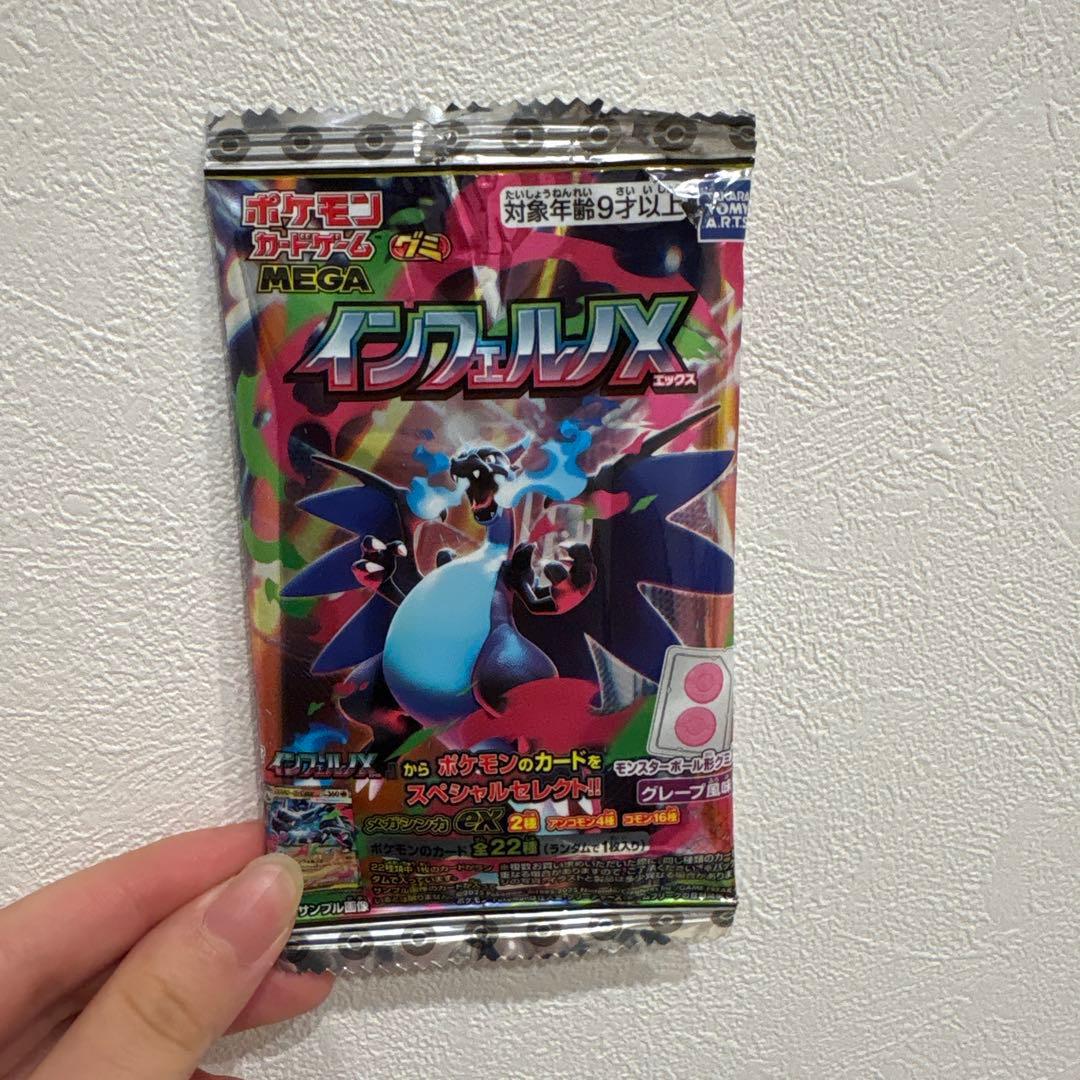 たいしょうねんれい さい い
対象年齢9才以上
TOMY
A.R.T.S
ポケモン
カードゲーム グミ
MEGA
インフェルノX
エックス
モンスターボール形グミ
グレープ風味
インフェルノX から ポケモンのカードを
スペシャルセレクト!!
メガシンカ ex 2種 アンコモン4種 コモン16種
ポケモンのカード 全22種 (ランダムで1枚入り)
サンプル画像